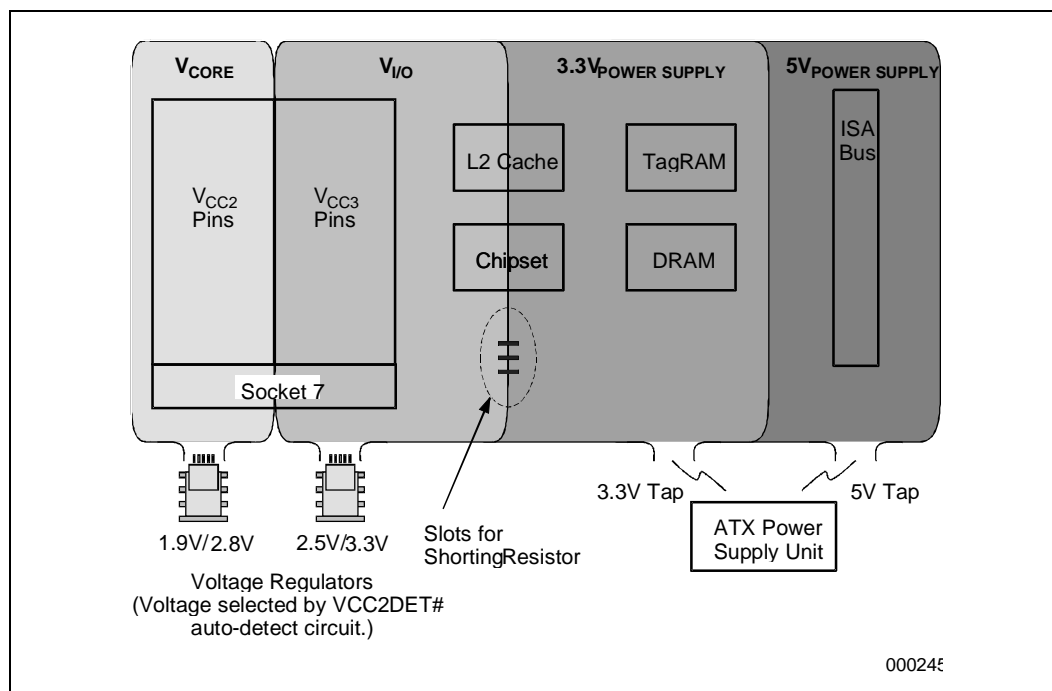 VCORE
VI/O
3.3VPOWER SUPPLY
5VPOWER SUPPLY
ISA
Bus
L2 Cache
TagRAM
VCC2
Pins
VCC3
Pins
Chipset
DRAM
Socket 7
3.3V Tap
5V Tap
1.9V/2.8V
2.5V/3.3V
Slots for
ShortingResistor
ATX Power
Supply Unit
Voltage Regulators
(Voltage selected by VCC2DET#
auto-detect circuit.)
000245